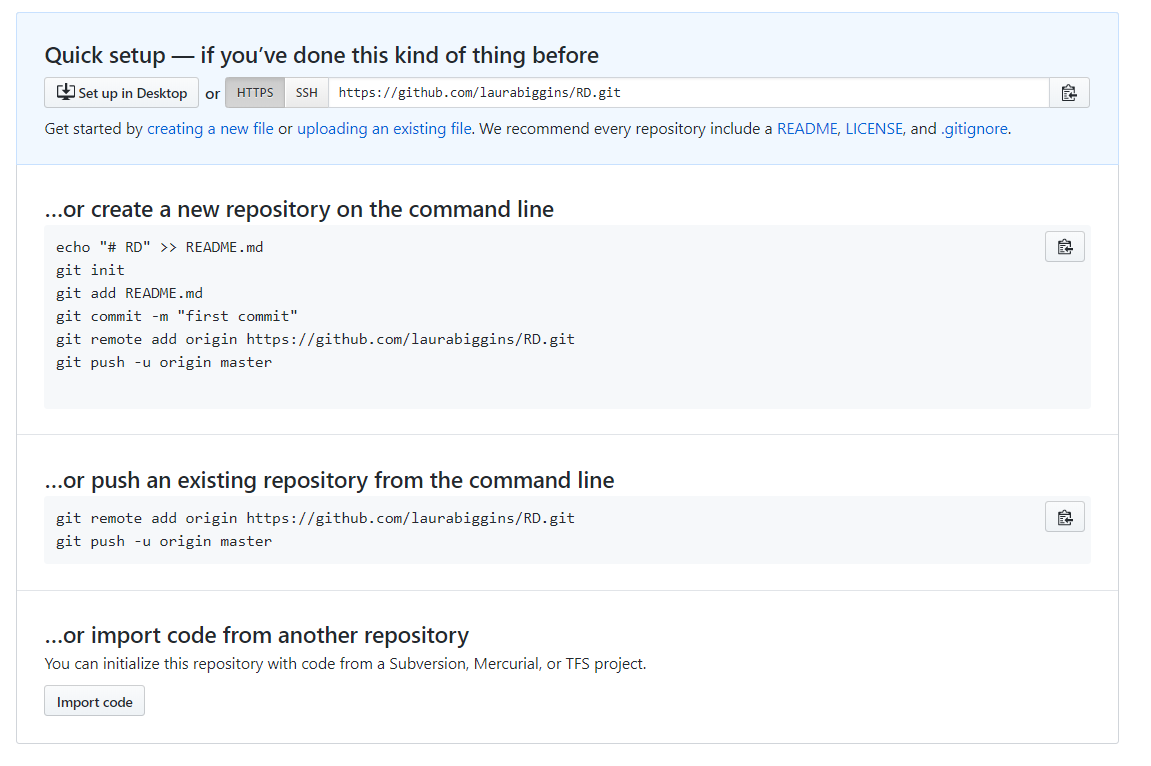 Quick setup — if you’ve done this kind of thing before
Set up in Desktop or HTTPS SSH https://github.com/laurabiggins/RD.git
Get started by creating a new file or uploading an existing file. We recommend every repository include a README, LICENSE, and .gitignore.
…or create a new repository on the command line
echo "# RD" >> README.md
git init
git add README.md
git commit -m "first commit"
git remote add origin https://github.com/laurabiggins/RD.git
git push -u origin master
…or push an existing repository from the command line
git remote add origin https://github.com/laurabiggins/RD.git
git push -u origin master
…or import code from another repository
You can initialize this repository with code from a Subversion, Mercurial, or TFS project.
Import code